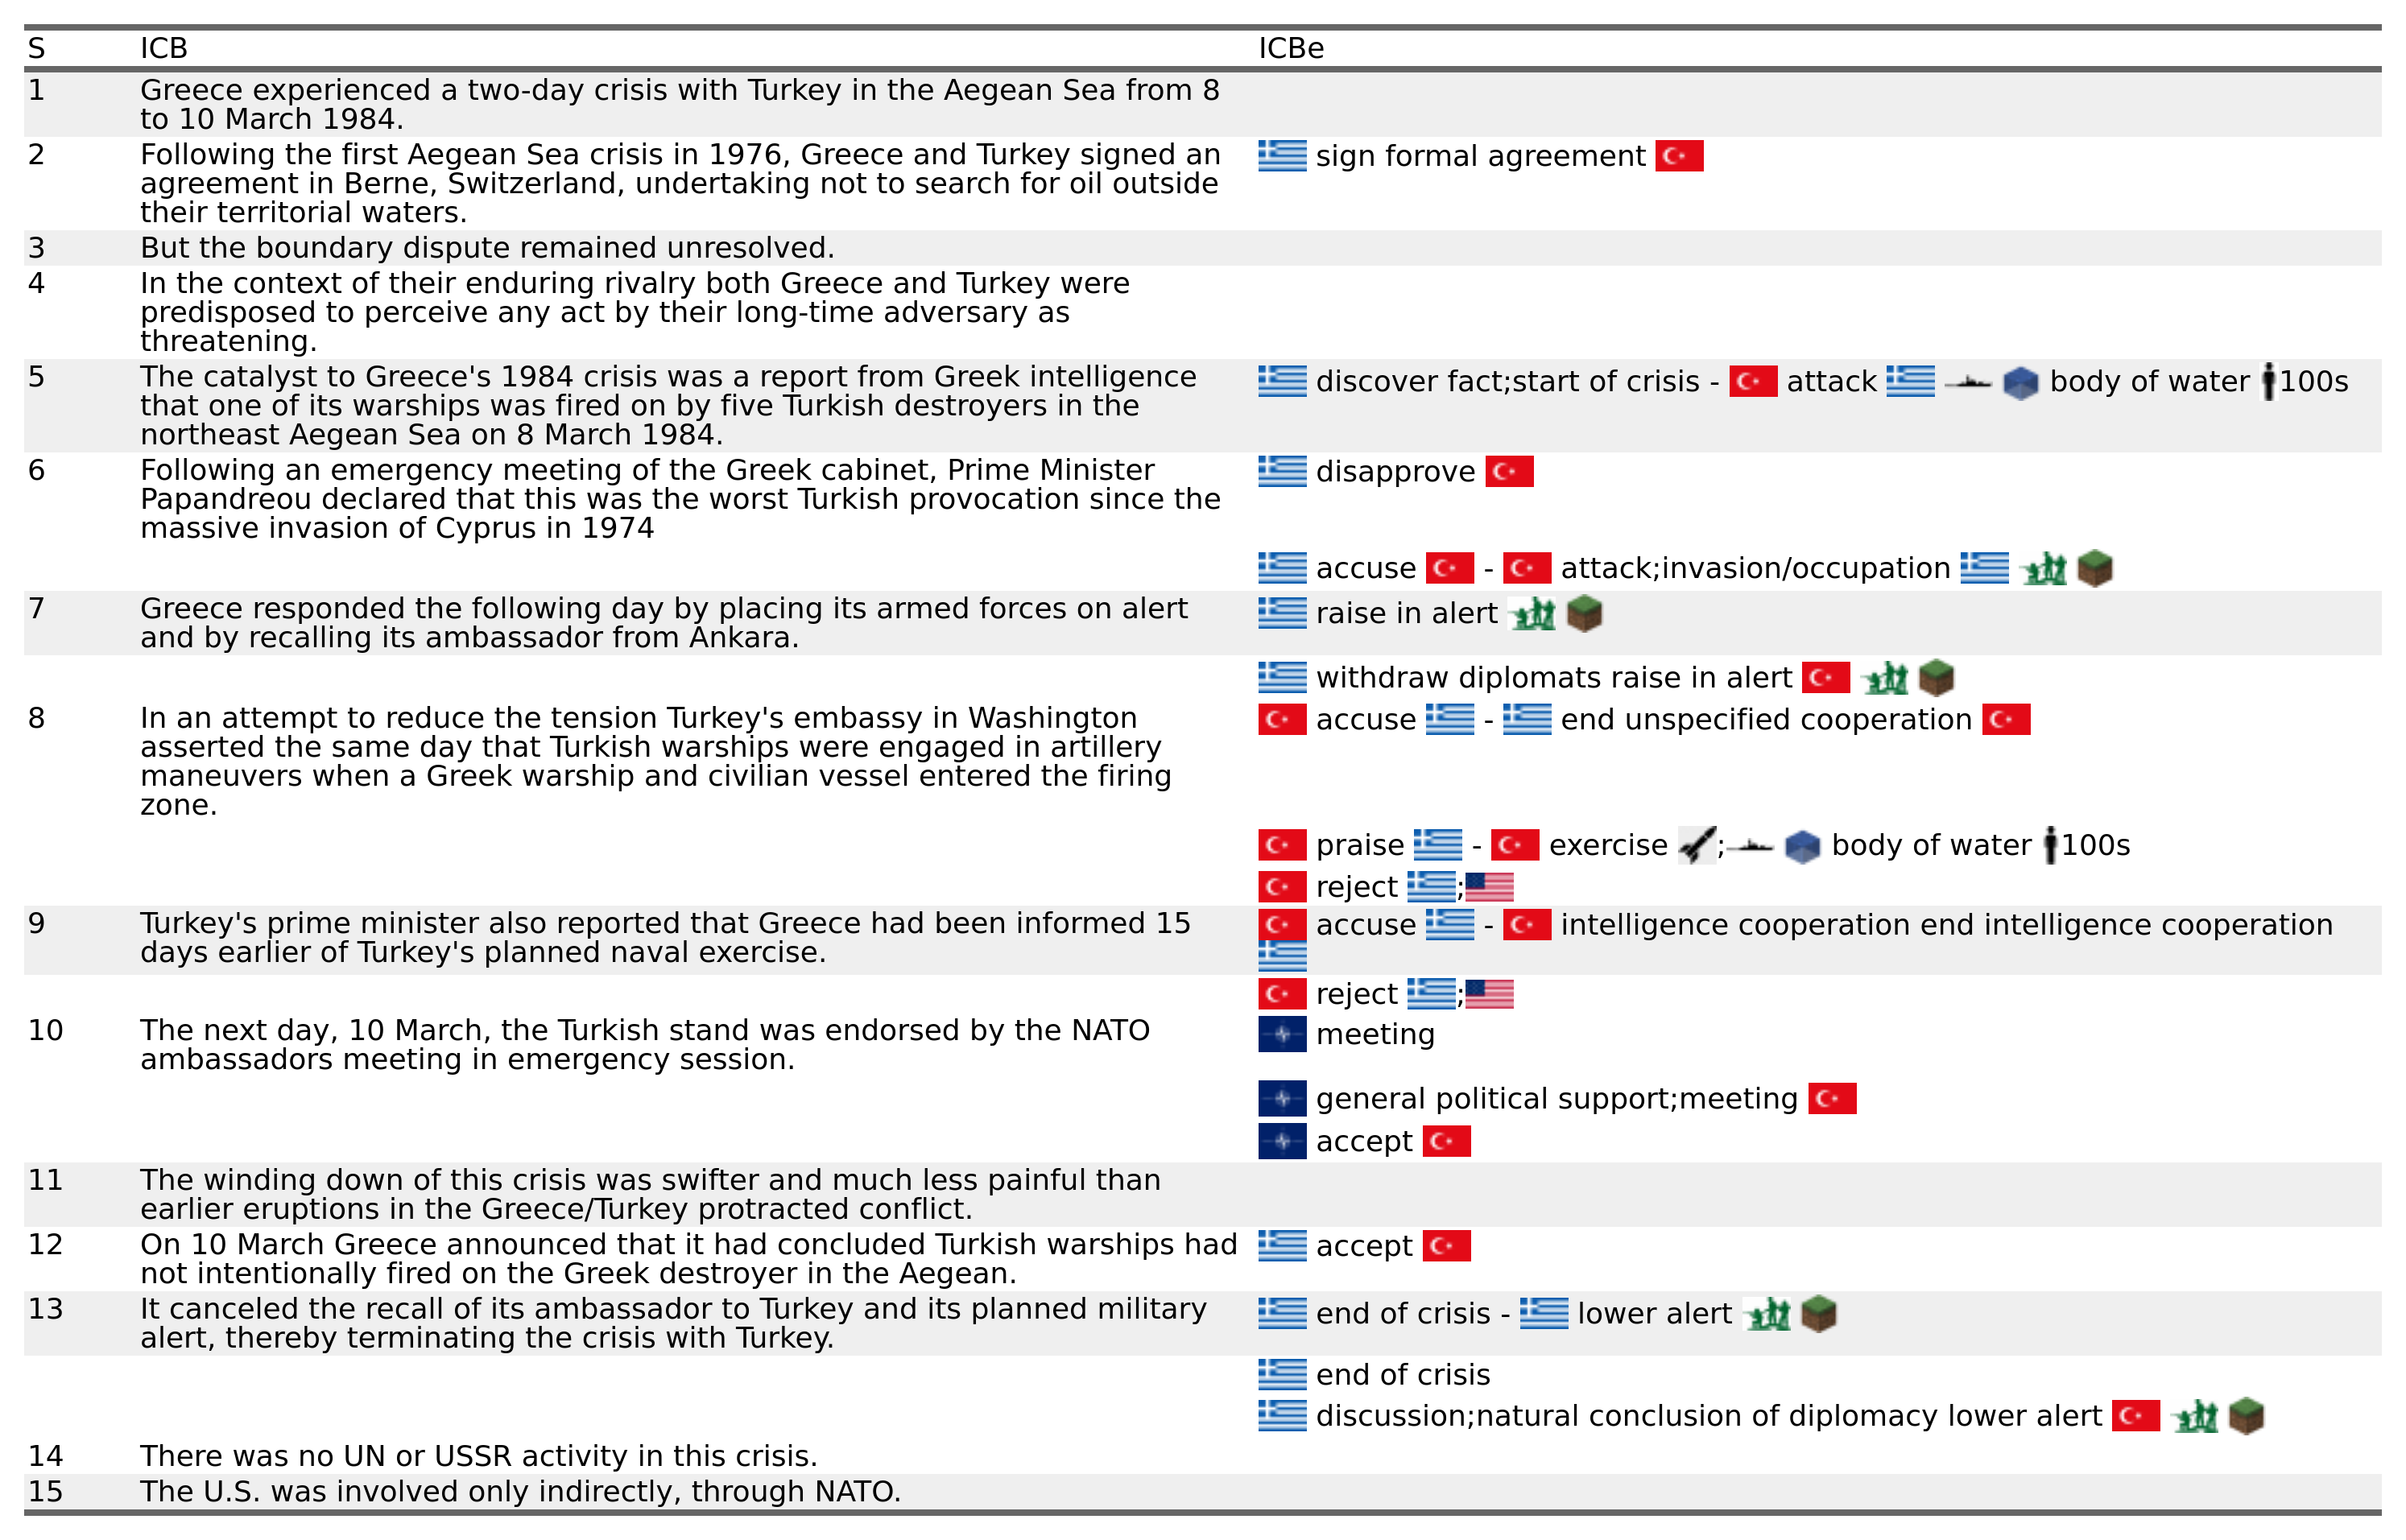 S ICB ICBe
1 Greece experienced a two-day crisis with Turkey in the Aegean Sea from 8
to 10 March 1984.
2 Following the first Aegean Sea crisis in 1976, Greece and Turkey signed an sign formal agreement
agreement in Berne, Switzerland, undertaking not to search for oil outside
their territorial waters.
3 But the boundary dispute remained unresolved.
4 In the context of their enduring rivalry both Greece and Turkey were
predisposed to perceive any act by their long-time adversary as
threatening.
5 The catalyst to Greece's 1984 crisis was a report from Greek intelligence discover fact;start of crisis - attack body of water 100s
that one of its warships was fired on by five Turkish destroyers in the
northeast Aegean Sea on 8 March 1984.
6 Following an emergency meeting of the Greek cabinet, Prime Minister disapprove
Papandreou declared that this was the worst Turkish provocation since the
massive invasion of Cyprus in 1974
accuse - attack;invasion/occupation
7 Greece responded the following day by placing its armed forces on alert raise in alert
and by recalling its ambassador from Ankara.
withdraw diplomats raise in alert
8 In an attempt to reduce the tension Turkey's embassy in Washington accuse - end unspecified cooperation
asserted the same day that Turkish warships were engaged in artillery
maneuvers when a Greek warship and civilian vessel entered the firing
zone.
praise - exercise ; body of water 100s
reject ;
9 Turkey's prime minister also reported that Greece had been informed 15 accuse - intelligence cooperation end intelligence cooperation
days earlier of Turkey's planned naval exercise.
reject ;
10 The next day, 10 March, the Turkish stand was endorsed by the NATO meeting
ambassadors meeting in emergency session.
general political support;meeting
accept
11 The winding down of this crisis was swifter and much less painful than
earlier eruptions in the Greece/Turkey protracted conflict.
12 On 10 March Greece announced that it had concluded Turkish warships had accept
not intentionally fired on the Greek destroyer in the Aegean.
13 It canceled the recall of its ambassador to Turkey and its planned military end of crisis - lower alert
alert, thereby terminating the crisis with Turkey.
end of crisis
discussion;natural conclusion of diplomacy lower alert
14 There was no UN or USSR activity in this crisis.
15 The U.S. was involved only indirectly, through NATO.